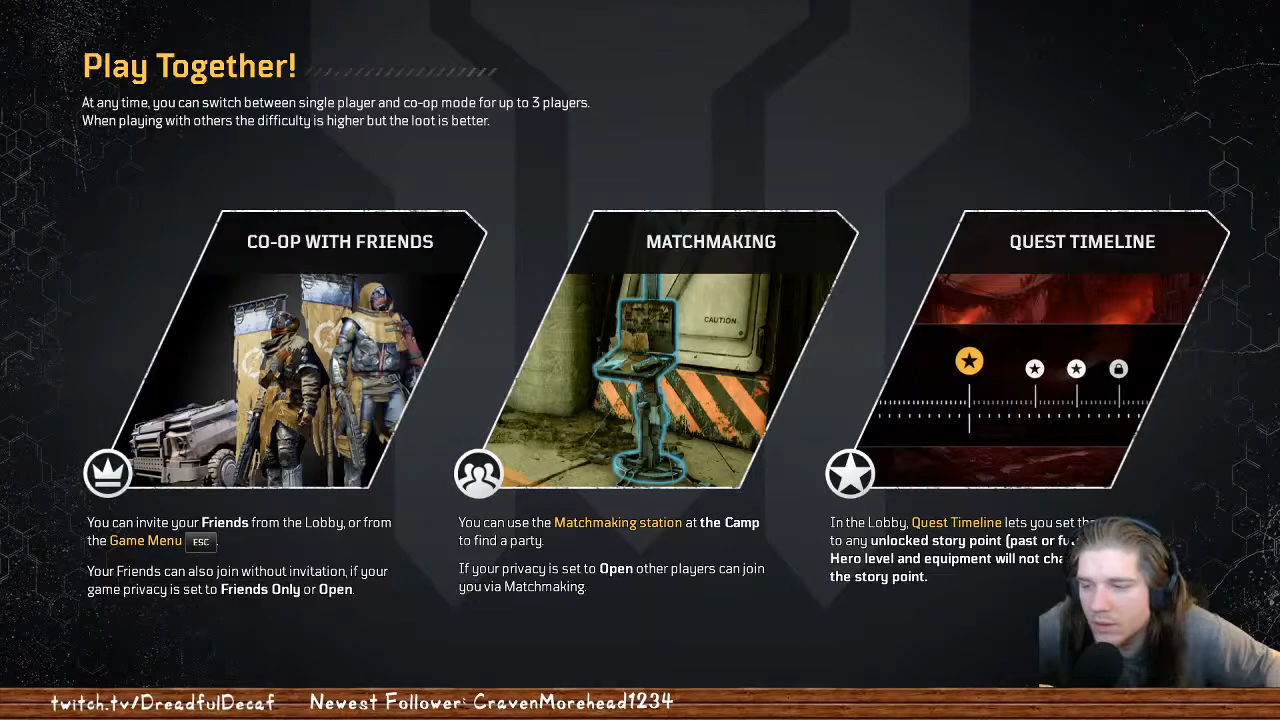 Play Together!
At any time, you can switch between single player and co-op mode for up to 3 players.
When playing with others the difficulty is higher but the loot is better.
CO-OP WITH FRIENDS
MATCHMAKING
QUEST TIMELINE
CAUTION
You can invite your Friends from the Lobby, or from
the Game Menu ESC.
Your Friends can also join without invitation, if your
game privacy is set to Friends Only or Open.
You can use the Matchmaking station at the Camp
to find a party.
If your privacy is set to Open other players can join
you via Matchmaking.
In the Lobby, Quest Timeline lets you set
to any unlocked story point (past or
Hero level and equipment will not
the story point.
twitch.tv/DreadfulDecaf
Newest Follower: CravenMorehead1234